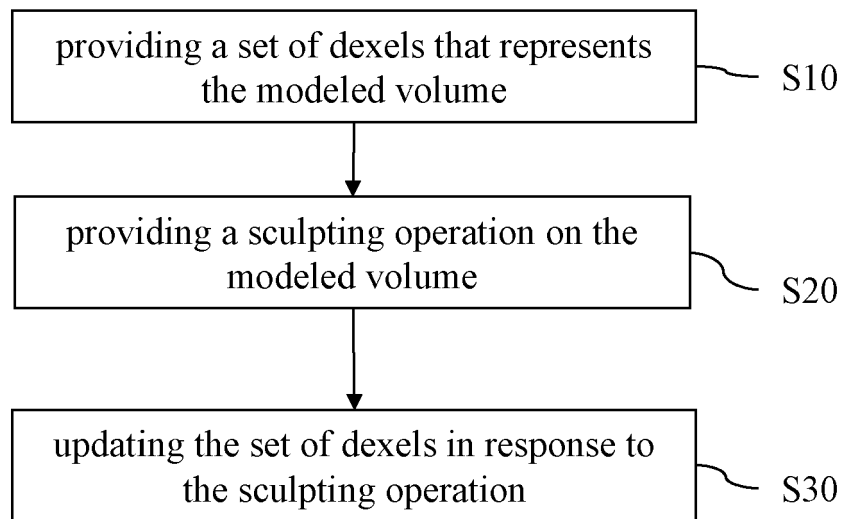 providing a set of dexels that represents
the modeled volume
S10
providing a sculpting operation on the
modeled volume
S20
updating the set of dexels in response to
the sculpting operation
S30